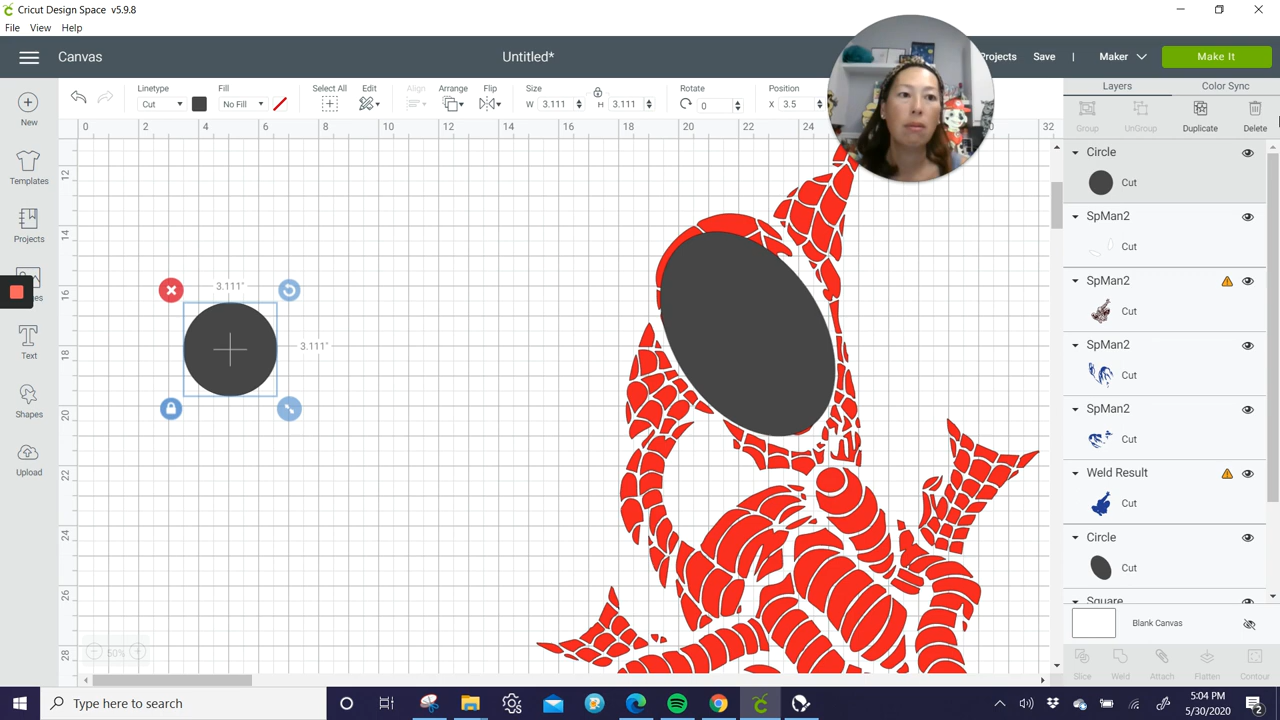 Cricut Design Space v5.9.8
File View Help
Canvas
Untitled*
Projects Save | Maker Make It
Linetype Fill Select All Align Edit Arrange Flip Size Rotate Position
Cut No Fill W 3.111 H 3.111 0 X 3.5
Layers Color Sync
Group UnGroup Duplicate Delete
0 2 4 6 8 10 12 14 16 18 20 22 24 32
12
14
16
18
20
22
24
26
28
New
Templates
Projects
Text
Shapes
Upload
3.111"
3.111"
50%
Circle
Cut
SpMan2
Cut
SpMan2
Cut
SpMan2
Cut
SpMan2
Cut
Weld Result
Cut
Circle
Cut
Square
Blank Canvas
Slice Weld Attach Flatten Contour
Type here to search
5:04 PM
5/30/2020
2